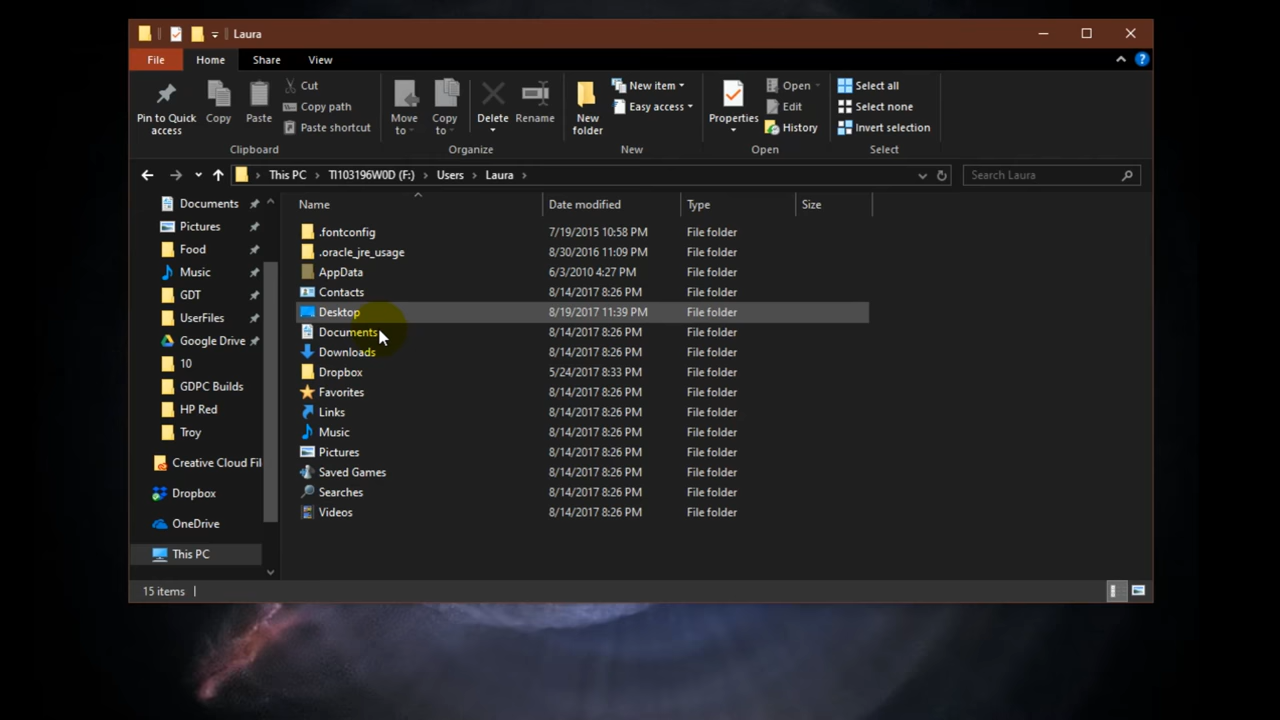 Laura
File Home Share View
Pin to Quick access
Copy
Paste
Cut
Copy path
Paste shortcut
Clipboard
Move to
Copy to
Delete
Rename
Organize
New folder
New item
Easy access
New
Properties
Open
Edit
History
Open
Select all
Select none
Invert selection
Select
This PC > TI103196W0D (F:) > Users > Laura >
Search Laura
Documents
Pictures
Food
Music
GDT
UserFiles
Google Drive
10
GDPC Builds
HP Red
Troy
Creative Cloud Fil
Dropbox
OneDrive
This PC
Name Date modified Type Size
.fontconfig 7/19/2015 10:58 PM File folder
.oracle_jre_usage 8/30/2016 11:09 PM File folder
AppData 6/3/2010 4:27 PM File folder
Contacts 8/14/2017 8:26 PM File folder
Desktop 8/19/2017 11:39 PM File folder
Documents 8/14/2017 8:26 PM File folder
Downloads 8/14/2017 8:26 PM File folder
Dropbox 5/24/2017 8:33 PM File folder
Favorites 8/14/2017 8:26 PM File folder
Links 8/14/2017 8:26 PM File folder
Music 8/14/2017 8:26 PM File folder
Pictures 8/14/2017 8:26 PM File folder
Saved Games 8/14/2017 8:26 PM File folder
Searches 8/14/2017 8:26 PM File folder
Videos 8/14/2017 8:26 PM File folder
15 items